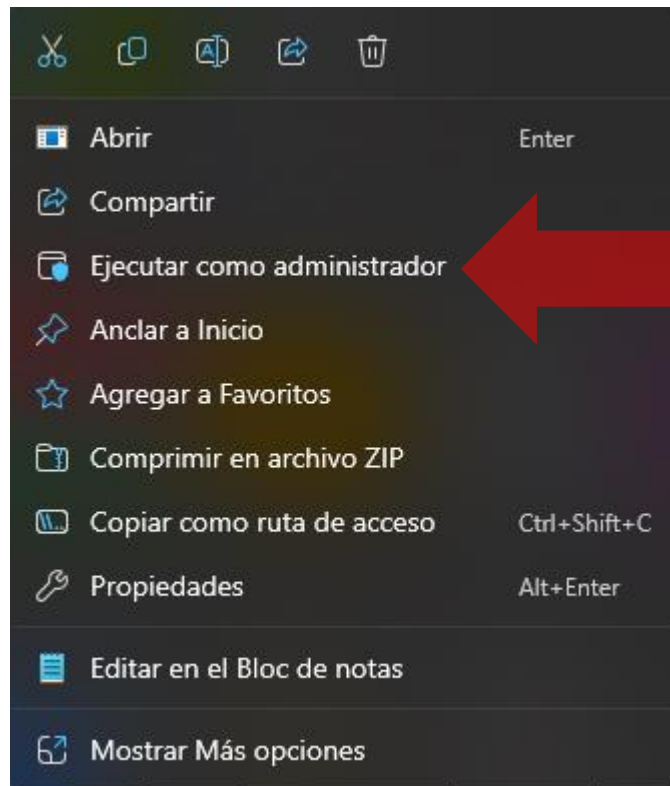 Abrir Enter
Compartir
Ejecutar como administrador
Anclar a Inicio
Agregar a Favoritos
Comprimir en archivo ZIP
Copiar como ruta de acceso Ctrl+Shift+C
Propiedades Alt+Enter
Editar en el Bloc de notas
Mostrar Más opciones